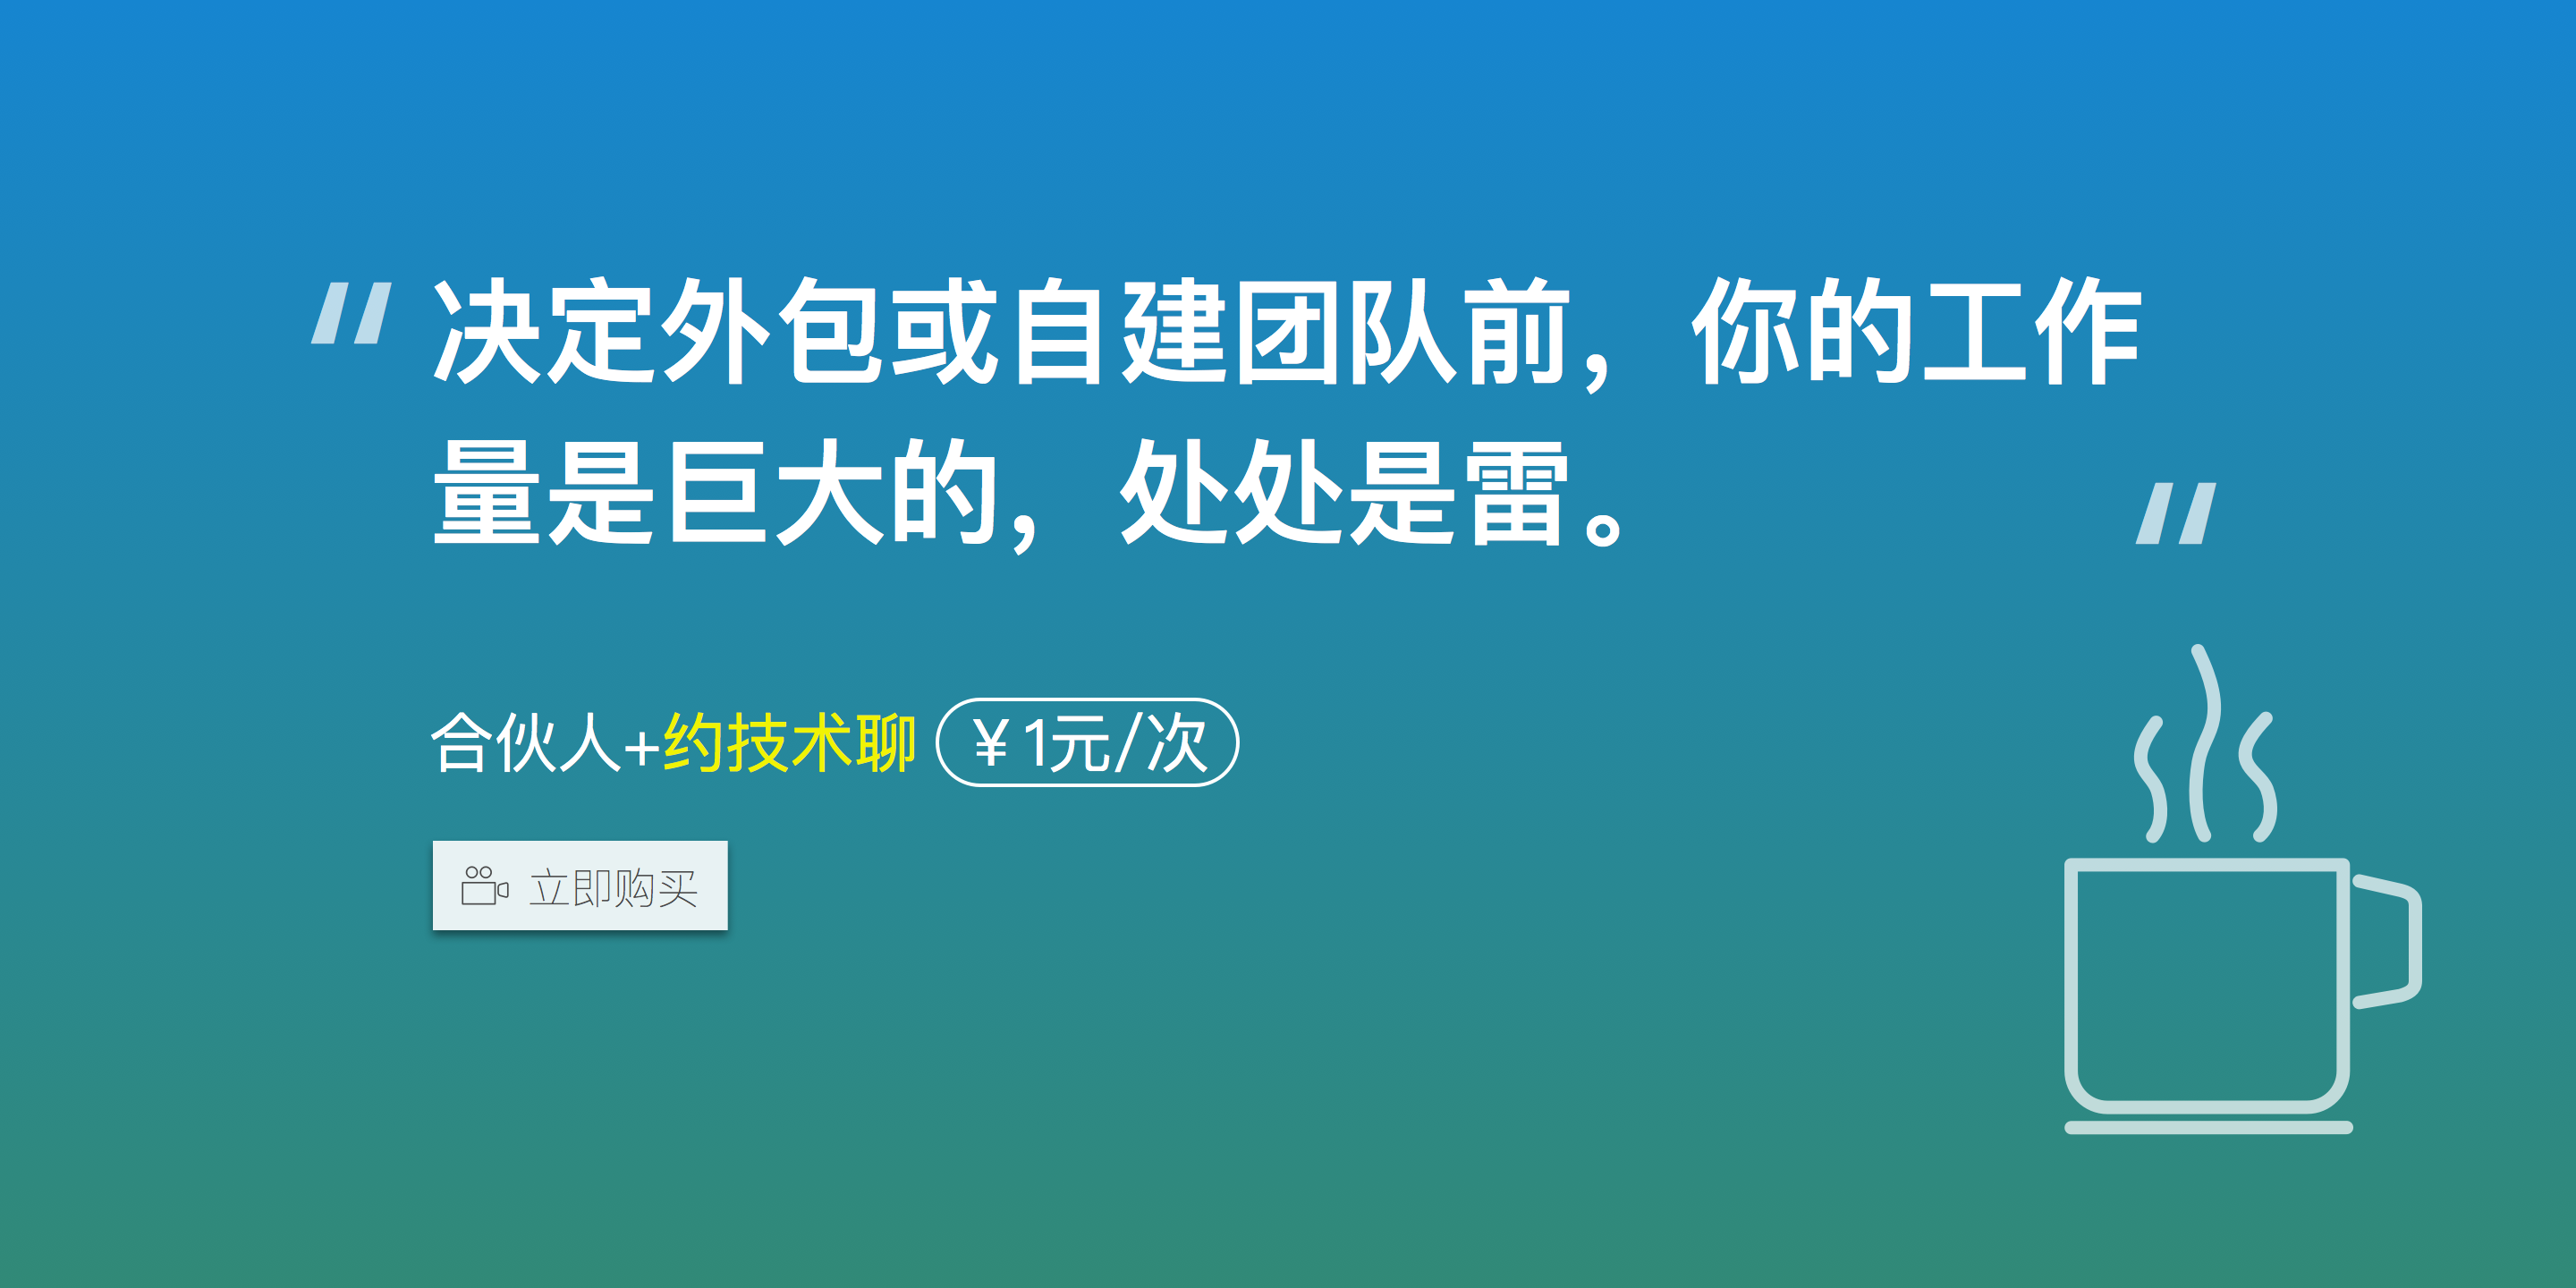 “决定外包或自建团队前，你的工作
量是巨大的，处处是雷。”
合伙人+约技术聊 ¥1元/次
立即购买